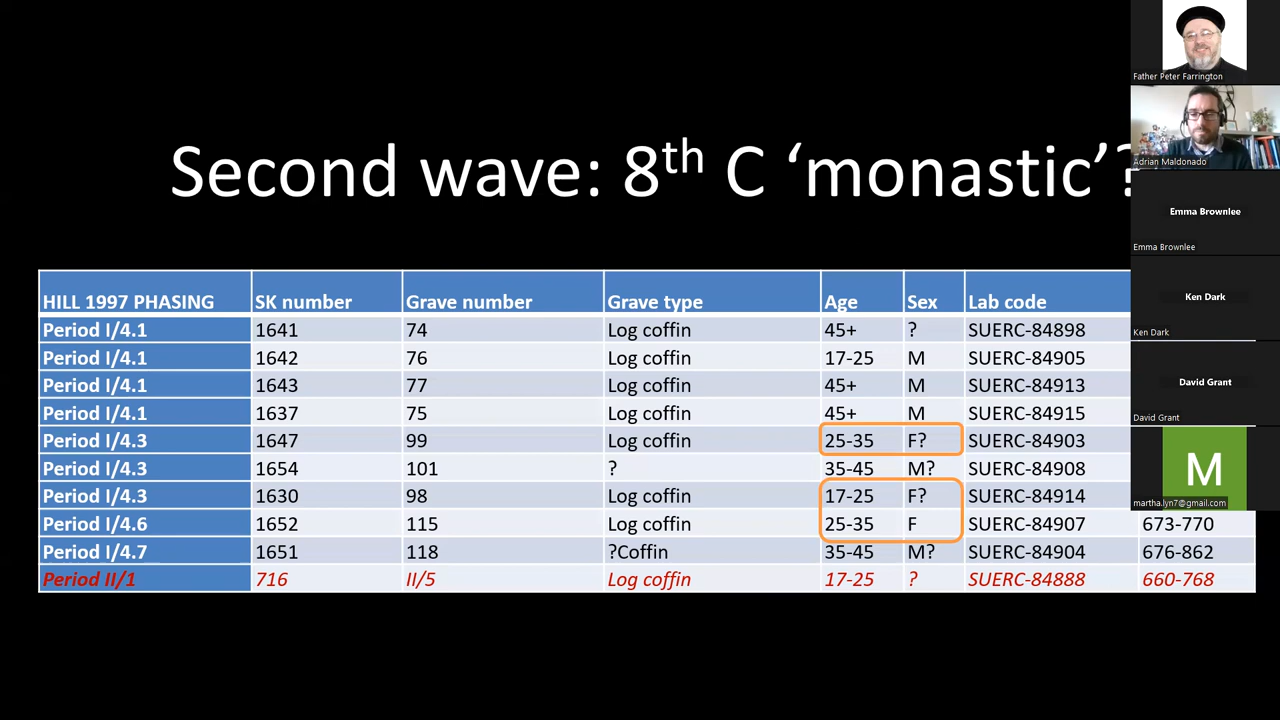 Second wave: 8th C ‘monastic’?
HILL 1997 PHASING SK number Grave number Grave type Age Sex Lab code
Period I/4.1 1641 74 Log coffin 45+ ? SUERC-84898
Period I/4.1 1642 76 Log coffin 17-25 M SUERC-84905
Period I/4.1 1643 77 Log coffin 45+ M SUERC-84913
Period I/4.1 1637 75 Log coffin 45+ M SUERC-84915
Period I/4.3 1647 99 Log coffin 25-35 F? SUERC-84903
Period I/4.3 1654 101 ? 35-45 M? SUERC-84908
Period I/4.3 1630 98 Log coffin 17-25 F? SUERC-84914
Period I/4.6 1652 115 Log coffin 25-35 F SUERC-84907 673-770
Period I/4.7 1651 118 ?Coffin 35-45 M? SUERC-84904 676-862
Period II/1 716 II/5 Log coffin 17-25 ? SUERC-84888 660-768
Father Peter Farrington
Adrian Maldonado
Emma Brownlee
Emma Brownlee
Ken Dark
Ken Dark
David Grant
David Grant
M
martha.lyn7@gmail.com